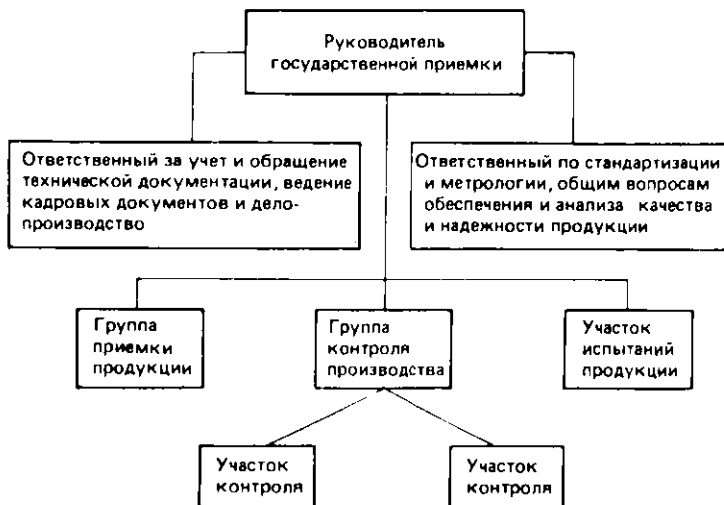 Руководитель
государственной приемки
Ответственный за учет и обращение
технической документации, ведение
кадровых документов и дело-
производство
Ответственный по стандартизации
и метрологии, общим вопросам
обеспечения и анализа качества
и надежности продукции
Группа
приемки
продукции
Группа
контроля
производства
Участок
испытаний
продукции
Участок
контроля
Участок
контроля